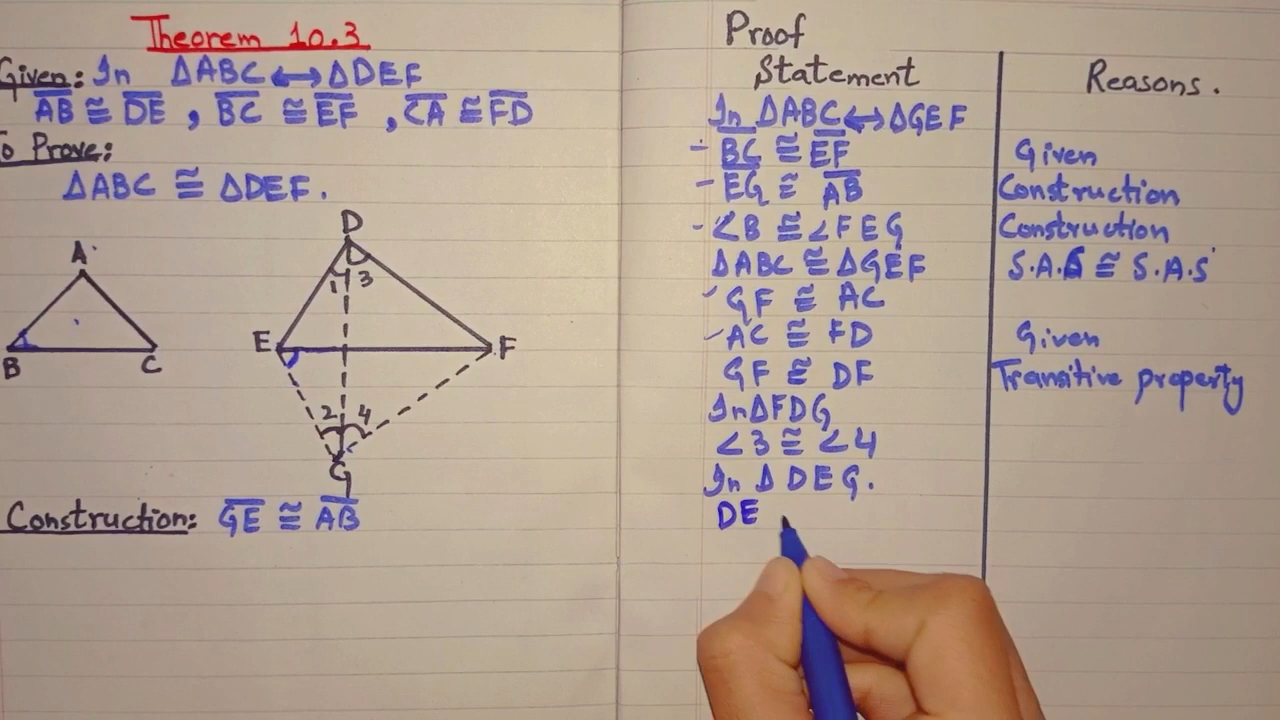 Theorem 10.3
Given: In ΔABC ↔ ΔDEF
AB ≅ DE , BC ≅ EF , CA ≅ FD
To Prove:
ΔABC ≅ ΔDEF.
A
B
C
D
1
3
E
F
2
4
G
Construction: GE ≅ AB
Proof
Statement
Reasons.
In ΔABC ↔ ΔGEF
- BC ≅ EF
Given
- EG ≅ AB
Construction
- ∠B ≅ ∠FEG
Construction
ΔABC ≅ ΔGEF
S.A.S ≅ S.A.S
GF ≅ AC
AC ≅ FD
Given
GF ≅ DF
Transitive property
In ΔFDG
∠3 ≅ ∠4
In Δ DEG.
DE